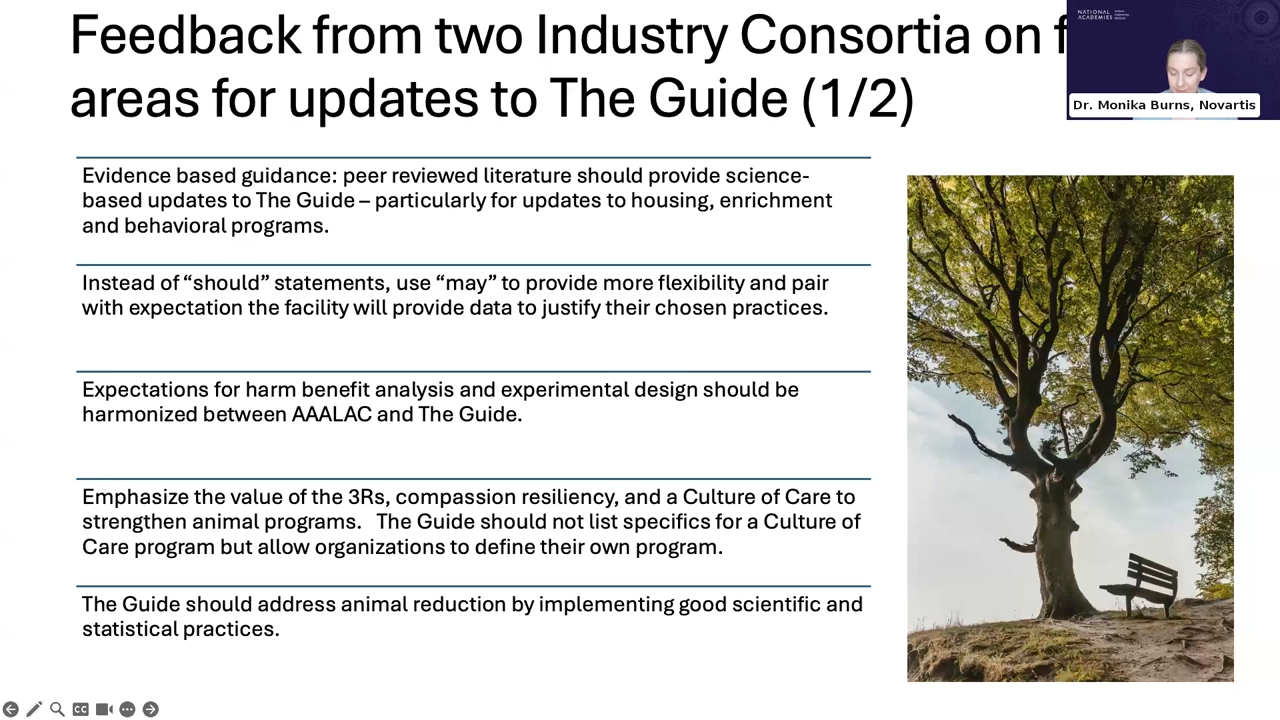 Feedback from two Industry Consortia on f
areas for updates to The Guide (1/2)
NATIONAL
ACADEMIES
Dr. Monika Burns, Novartis
Evidence based guidance: peer reviewed literature should provide science-
based updates to The Guide – particularly for updates to housing, enrichment
and behavioral programs.
Instead of “should” statements, use “may” to provide more flexibility and pair
with expectation the facility will provide data to justify their chosen practices.
Expectations for harm benefit analysis and experimental design should be
harmonized between AAALAC and The Guide.
Emphasize the value of the 3Rs, compassion resiliency, and a Culture of Care to
strengthen animal programs.   The Guide should not list specifics for a Culture of
Care program but allow organizations to define their own program.
The Guide should address animal reduction by implementing good scientific and
statistical practices.
CC